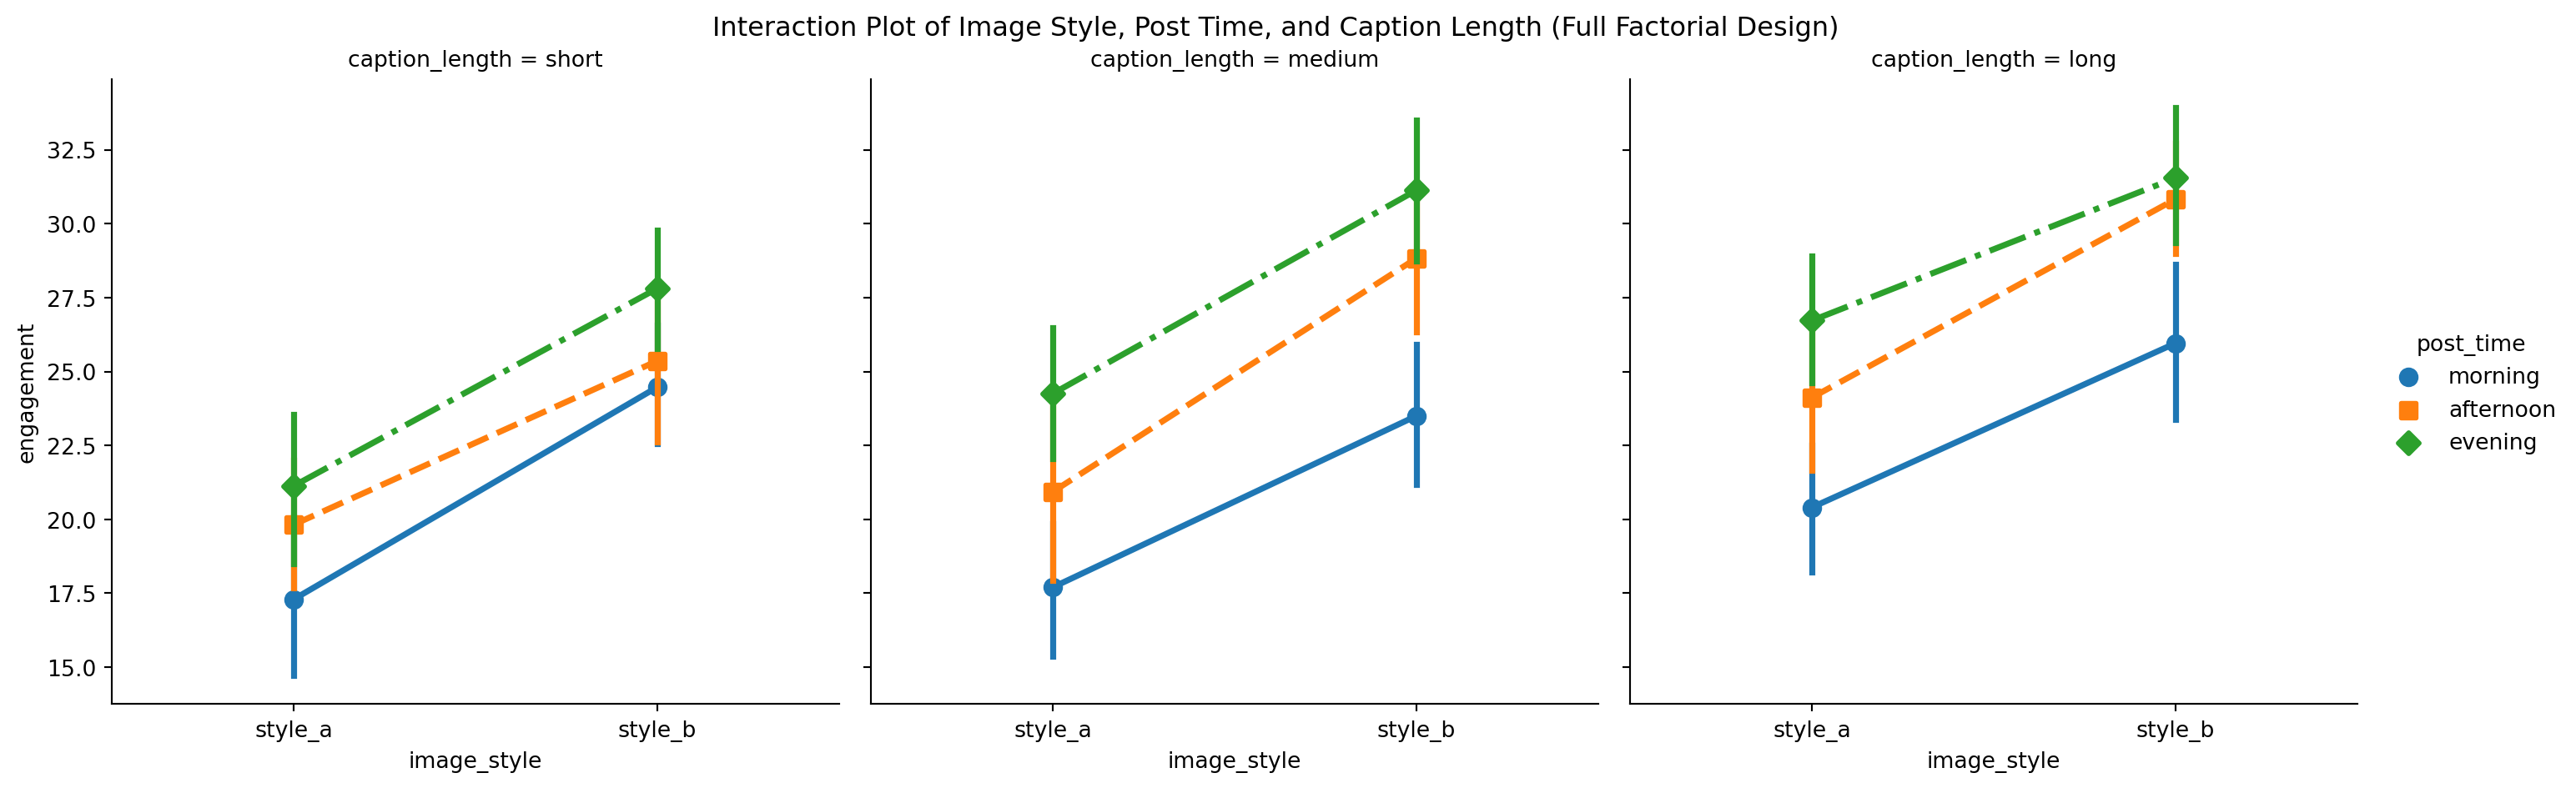 Interaction Plot of Image Style, Post Time, and Caption Length (Full Factorial Design)
caption_length = short
caption_length = medium
caption_length = long
engagement
32.5
30.0
27.5
25.0
22.5
20.0
17.5
15.0
style_a
style_b
style_a
style_b
style_a
style_b
image_style
image_style
image_style
post_time
morning
afternoon
evening